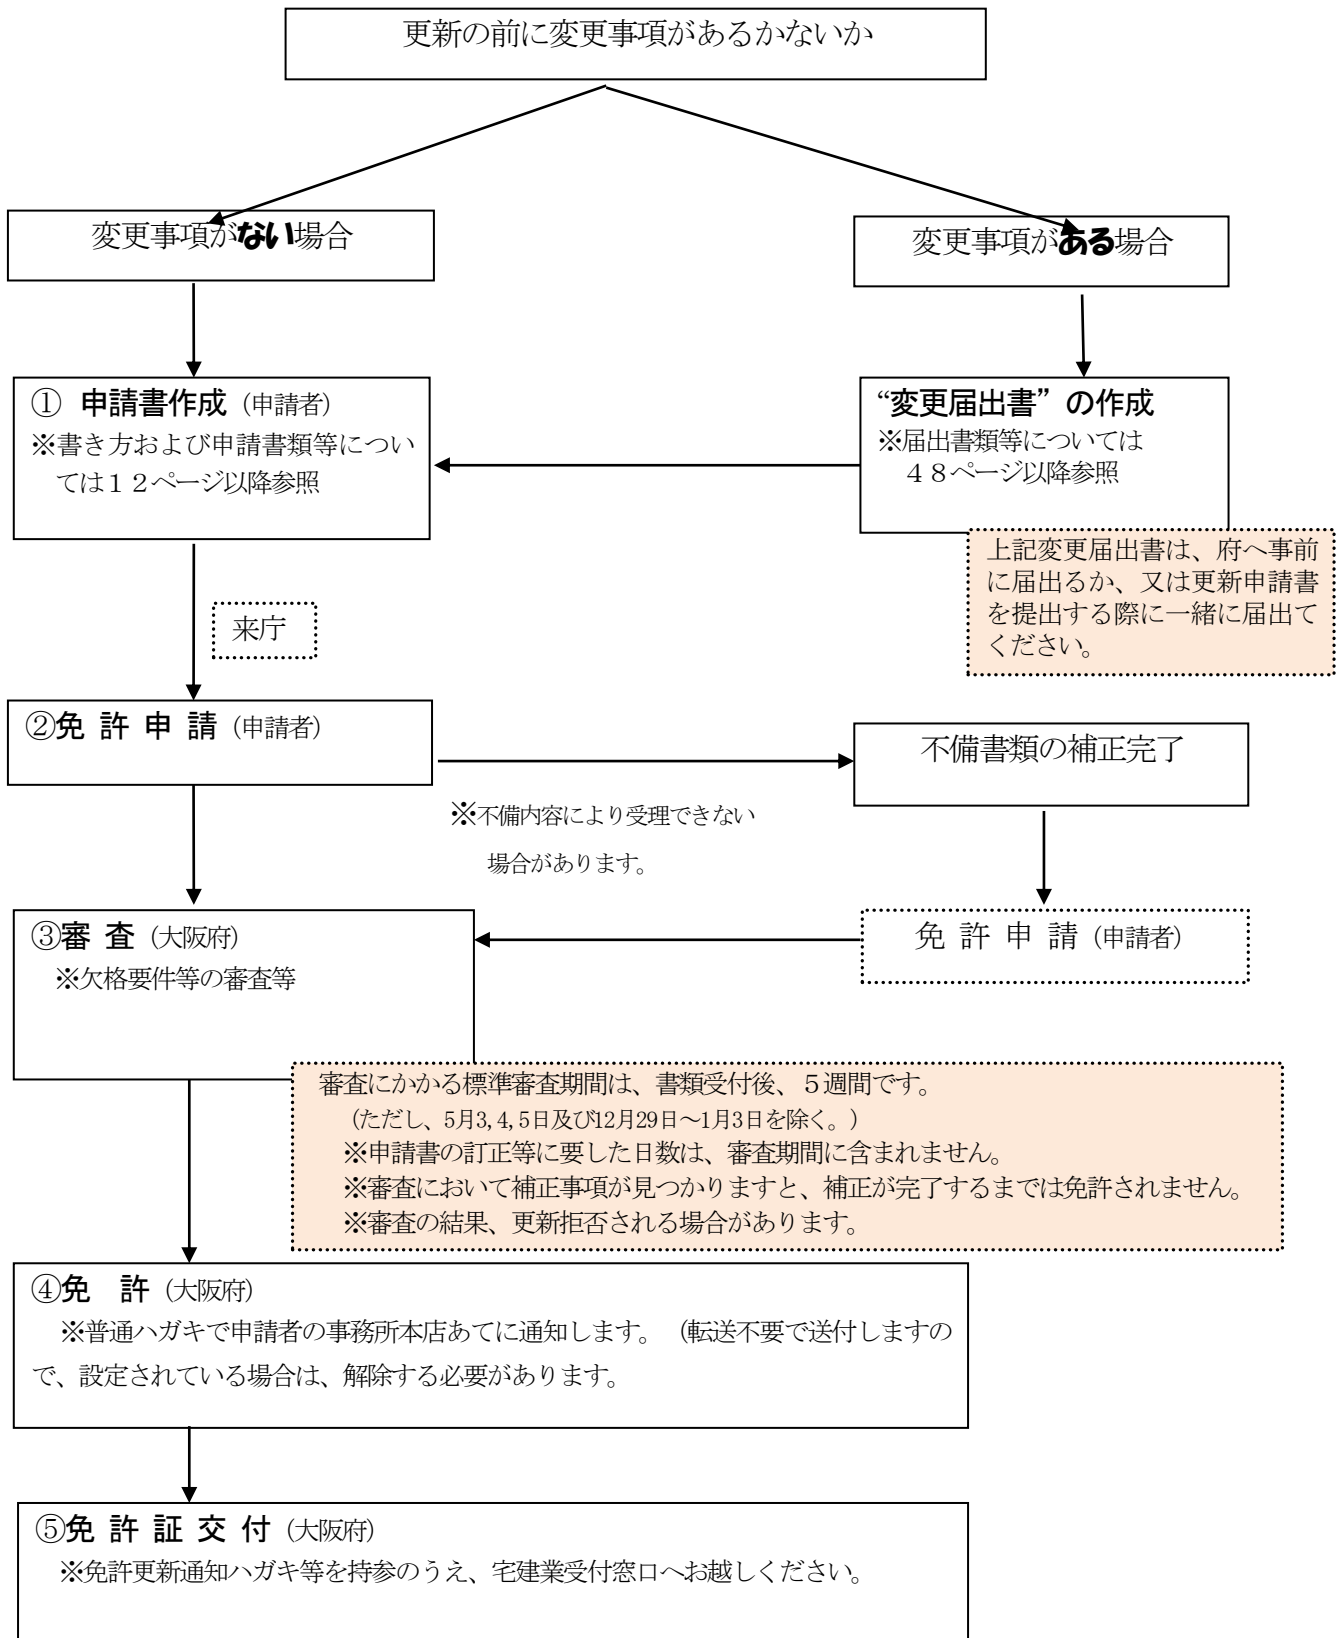 更新の前に変更事項があるかないか
変更事項がない場合
変更事項がある場合
① 申請書作成（申請者）
※書き方および申請書類等につい
ては１２ページ以降参照
“変更届出書”の作成
※届出書類等については
４８ページ以降参照
上記変更届出書は、府へ事前
に届出るか、又は更新申請書
を提出する際に一緒に届出て
ください。
来庁
②免 許 申 請（申請者）
不備書類の補正完了
※不備内容により受理できない
場合があります。
③審 査（大阪府）
※欠格要件等の審査等
免 許 申 請（申請者）
審査にかかる標準審査期間は、書類受付後、５週間です。
（ただし、5月3,4,5日及び12月29日～1月3日を除く。）
※申請書の訂正等に要した日数は、審査期間に含まれません。
※審査において補正事項が見つかりますと、補正が完了するまでは免許されません。
※審査の結果、更新拒否される場合があります。
④免　許（大阪府）
※普通ハガキで申請者の事務所本店あてに通知します。（転送不要で送付しますの
で、設定されている場合は、解除する必要があります。
⑤免 許 証 交 付（大阪府）
※免許更新通知ハガキ等を持参のうえ、宅建業受付窓口へお越しください。